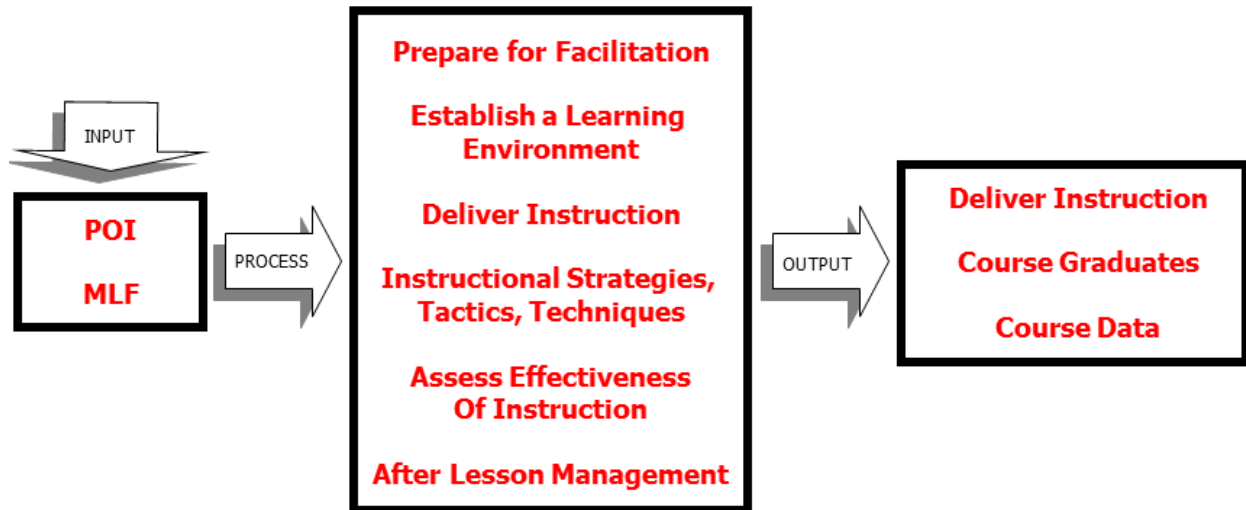 INPUT
POI
MLF
PROCESS
Prepare for Facilitation
Establish a Learning
Environment
Deliver Instruction
Instructional Strategies,
Tactics, Techniques
Assess Effectiveness
Of Instruction
After Lesson Management
OUTPUT
Deliver Instruction
Course Graduates
Course Data